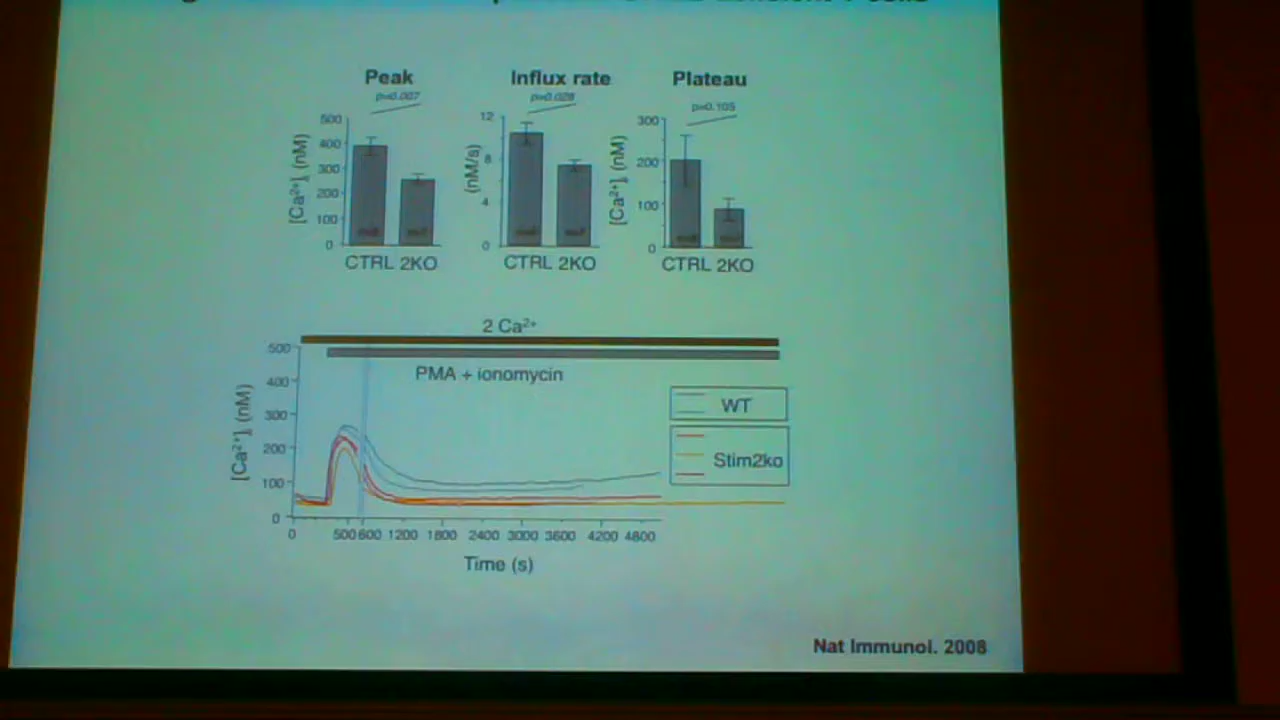 Peak
p=0.007
500
400
300
200
100
0
[Ca²⁺]ᵢ (nM)
CTRL 2KO
Influx rate
p=0.028
12
8
4
0
(nM/s)
CTRL 2KO
Plateau
p=0.105
300
200
100
0
[Ca²⁺]ᵢ (nM)
CTRL 2KO
2 Ca²⁺
PMA + ionomycin
500
400
300
200
100
0
[Ca²⁺]ᵢ (nM)
WT
Stim2ko
0 500 600 1200 1800 2400 3000 3600 4200 4800
Time (s)
Nat Immunol. 2008